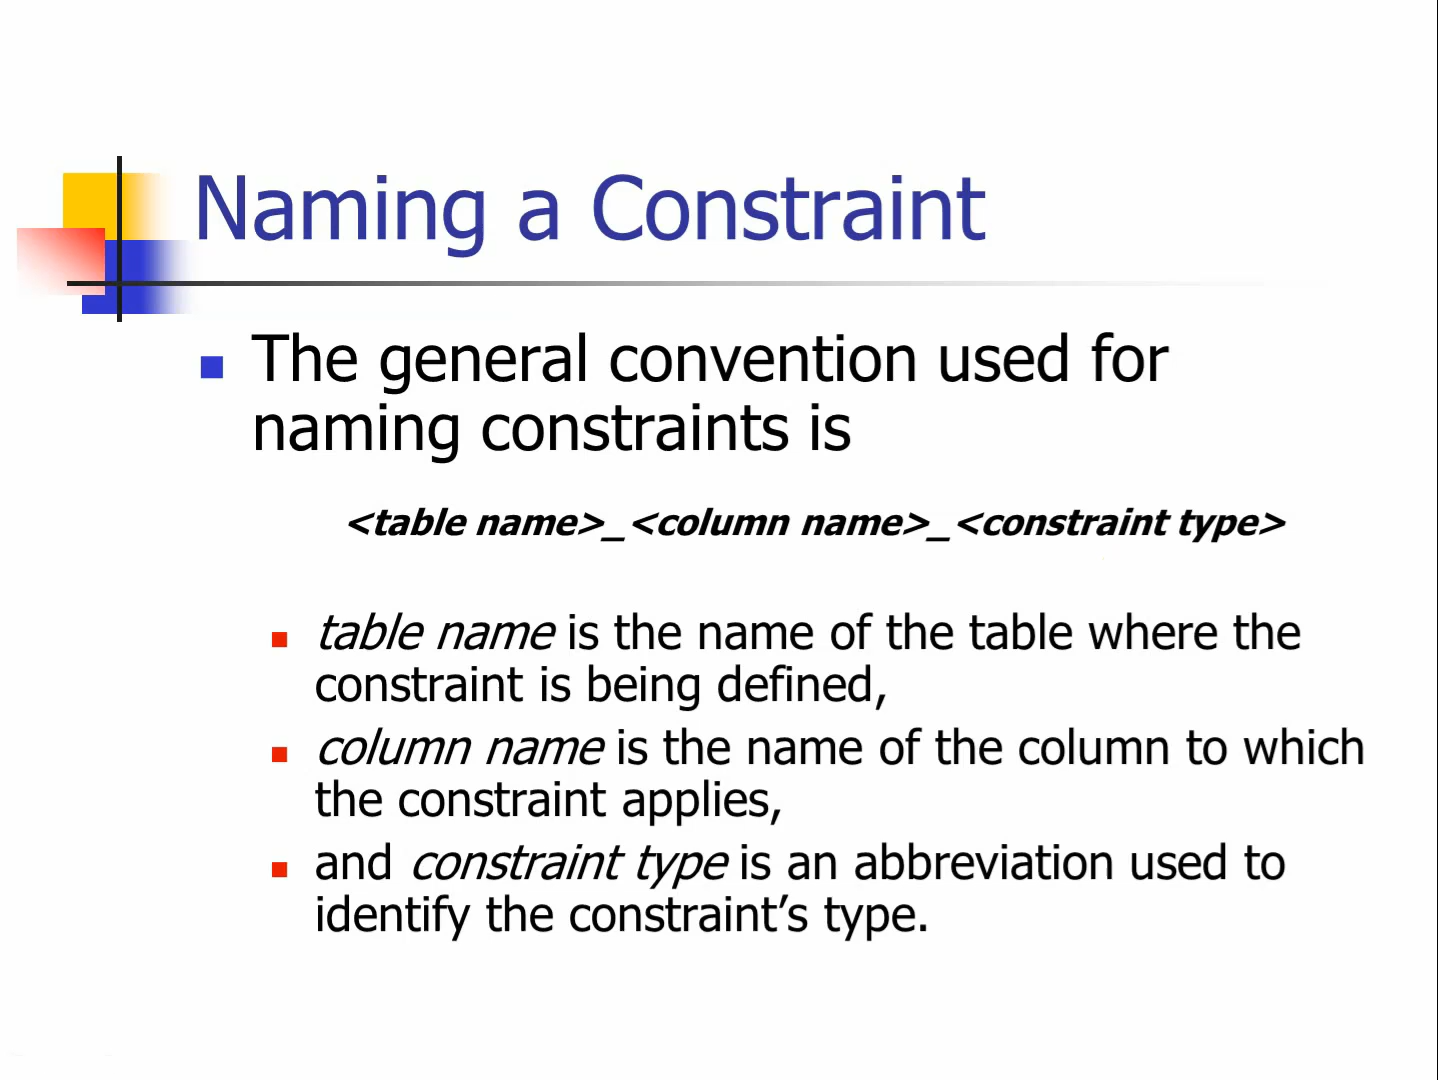 Naming a Constraint
The general convention used for
naming constraints is
<table name>_<column name>_<constraint type>
table name is the name of the table where the
constraint is being defined,
column name is the name of the column to which
the constraint applies,
and constraint type is an abbreviation used to
identify the constraint’s type.